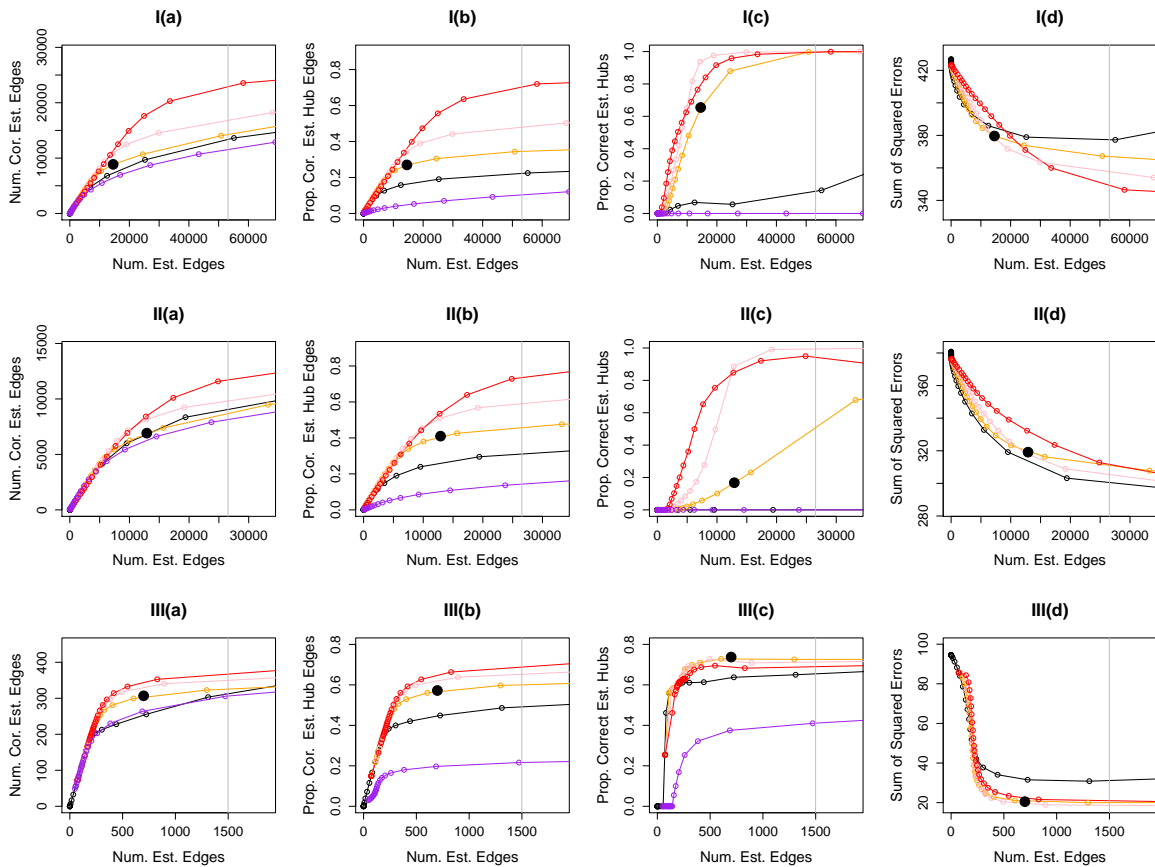 I(a) I(b) I(c) I(d)
Num. Cor. Est. Edges
0 10000 20000 30000
0 20000 40000 60000
Num. Est. Edges
Prop. Cor. Est. Hub Edges
0.0 0.2 0.4 0.6 0.8
0 20000 40000 60000
Num. Est. Edges
Prop. Correct Est. Hubs
0.0 0.2 0.4 0.6 0.8 1.0
0 20000 40000 60000
Num. Est. Edges
Sum of Squared Errors
340 380 420
0 20000 40000 60000
Num. Est. Edges
II(a) II(b) II(c) II(d)
Num. Cor. Est. Edges
0 5000 10000 15000
0 10000 20000 30000
Num. Est. Edges
Prop. Cor. Est. Hub Edges
0.0 0.2 0.4 0.6 0.8
0 10000 20000 30000
Num. Est. Edges
Prop. Correct Est. Hubs
0.0 0.2 0.4 0.6 0.8 1.0
0 10000 20000 30000
Num. Est. Edges
Sum of Squared Errors
280 320 360
0 10000 20000 30000
Num. Est. Edges
III(a) III(b) III(c) III(d)
Num. Cor. Est. Edges
0 100 200 300 400
0 500 1000 1500
Num. Est. Edges
Prop. Cor. Est. Hub Edges
0.0 0.2 0.4 0.6 0.8
0 500 1000 1500
Num. Est. Edges
Prop. Correct Est. Hubs
0.0 0.2 0.4 0.6 0.8
0 500 1000 1500
Num. Est. Edges
Sum of Squared Errors
20 40 60 80 100
0 500 1000 1500
Num. Est. Edges